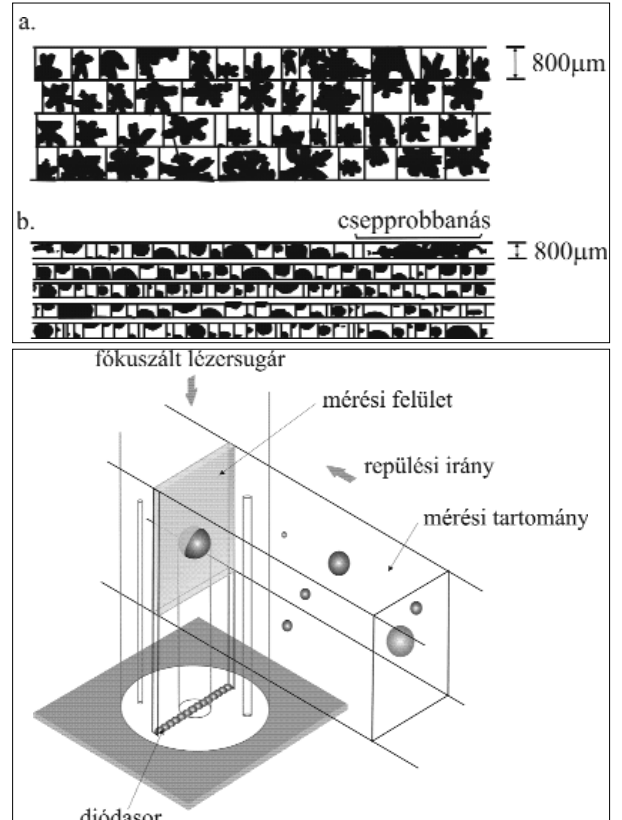 a.
800μm
b.
csepprobbanás
800μm
fókuszált lézersugár
mérési felület
repülési irány
mérési tartomány
diódasor